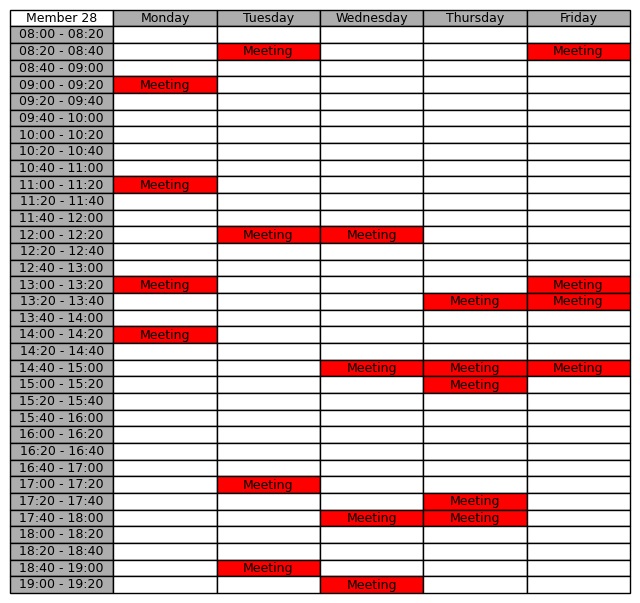 Member 28 Monday Tuesday Wednesday Thursday Friday
08:00 - 08:20
08:20 - 08:40 Meeting Meeting
08:40 - 09:00
09:00 - 09:20 Meeting
09:20 - 09:40
09:40 - 10:00
10:00 - 10:20
10:20 - 10:40
10:40 - 11:00
11:00 - 11:20 Meeting
11:20 - 11:40
11:40 - 12:00
12:00 - 12:20 Meeting Meeting
12:20 - 12:40
12:40 - 13:00
13:00 - 13:20 Meeting Meeting
13:20 - 13:40 Meeting Meeting
13:40 - 14:00
14:00 - 14:20 Meeting
14:20 - 14:40
14:40 - 15:00 Meeting Meeting Meeting
15:00 - 15:20 Meeting
15:20 - 15:40
15:40 - 16:00
16:00 - 16:20
16:20 - 16:40
16:40 - 17:00
17:00 - 17:20 Meeting
17:20 - 17:40 Meeting
17:40 - 18:00 Meeting Meeting
18:00 - 18:20
18:20 - 18:40
18:40 - 19:00 Meeting
19:00 - 19:20 Meeting